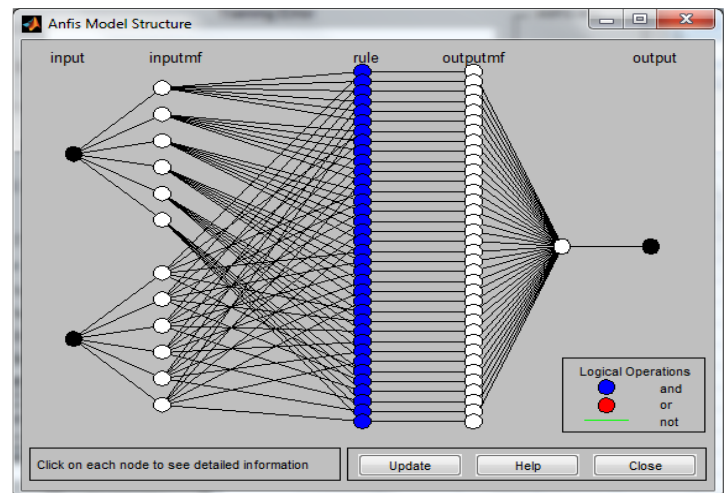 Anfis Model Structure
input inputmf rule outputmf output
Logical Operations
and
or
not
Click on each node to see detailed information
Update Help Close